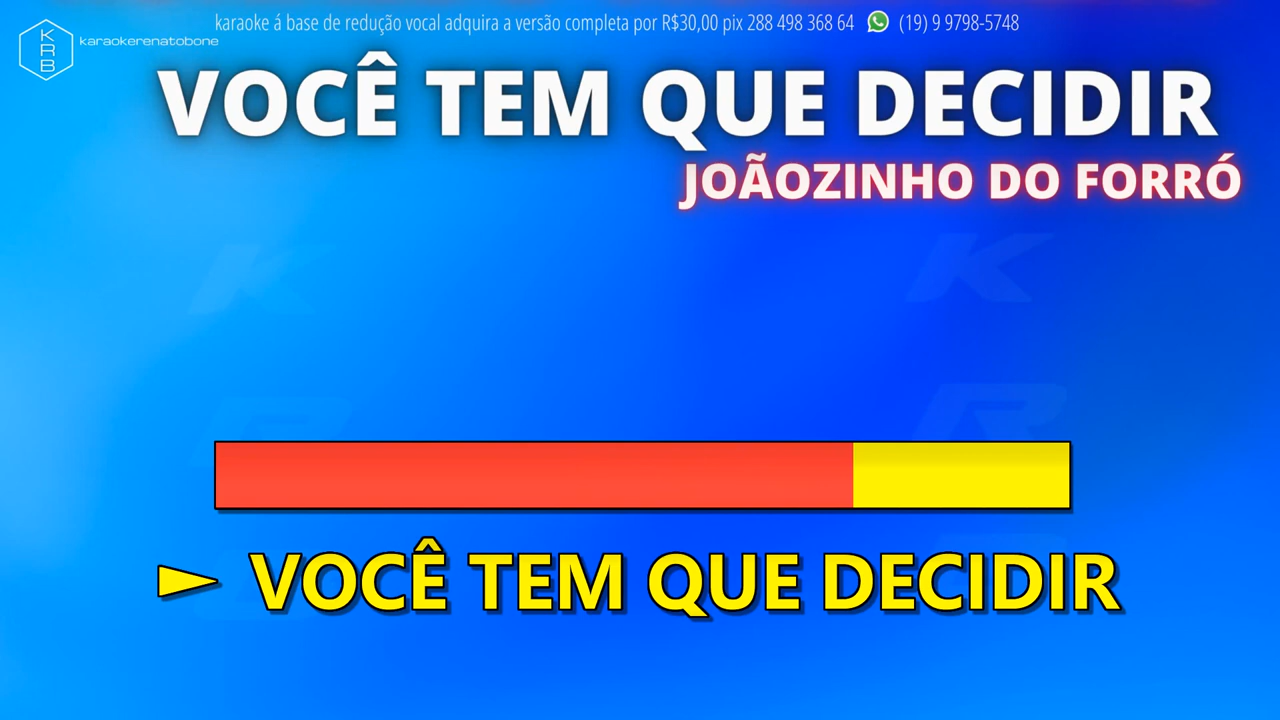 karaoke á base de redução vocal adquira a versão completa por R$30,00 pix 288 498 368 64 (19) 9 9798-5748
KRB
karaokerenatobone
VOCÊ TEM QUE DECIDIR
JOÃOZINHO DO FORRÓ
K K
R R
VOCÊ TEM QUE DECIDIR